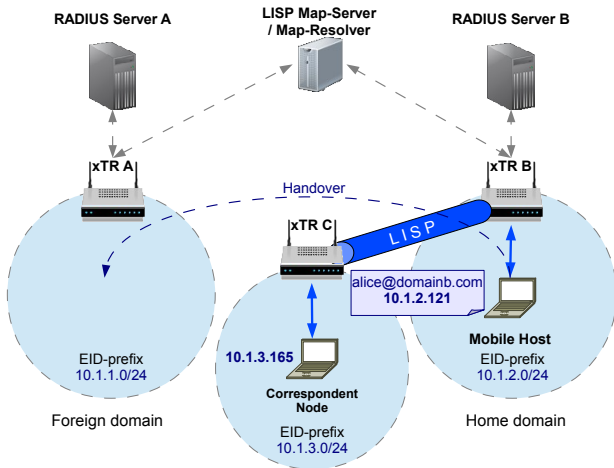 RADIUS Server A
LISP Map-Server
/ Map-Resolver
RADIUS Server B
xTR A
xTR B
Handover
xTR C
LISP
alice@domainb.com
10.1.2.121
10.1.3.165
Mobile Host
EID-prefix
10.1.1.0/24
EID-prefix
10.1.2.0/24
Correspondent
Node
Foreign domain
EID-prefix
10.1.3.0/24
Home domain